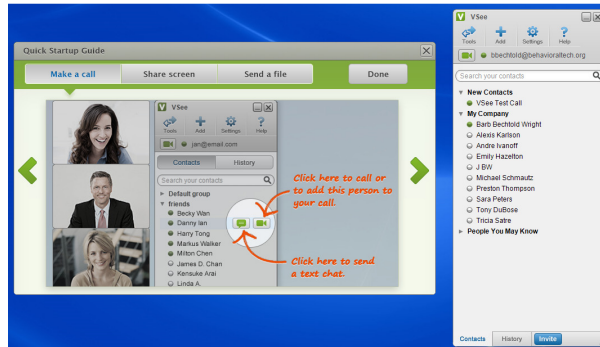 Quick Startup Guide
Make a call
Share screen
Send a file
Done
VSee
Tools Add Settings Help
jan@email.com
Contacts History
Search your contacts
Default group
friends
Becky Wan
Danny Ian
Harry Tong
Markus Walker
Milton Chen
James D. Chan
Kensuke Arai
Linda A.
Click here to call or
to add this person to
your call.
Click here to send
a text chat.
VSee
Tools Add Settings Help
bbechtold@behavioraltech.org
Search your contacts
New Contacts
VSee Test Call
My Company
Barb Bechtold Wright
Alexis Karlson
Andre Ivanoff
Emily Hazelton
J BW
Michael Schmautz
Preston Thompson
Sara Peters
Tony DuBose
Tricia Satre
People You May Know
Contacts History Invite